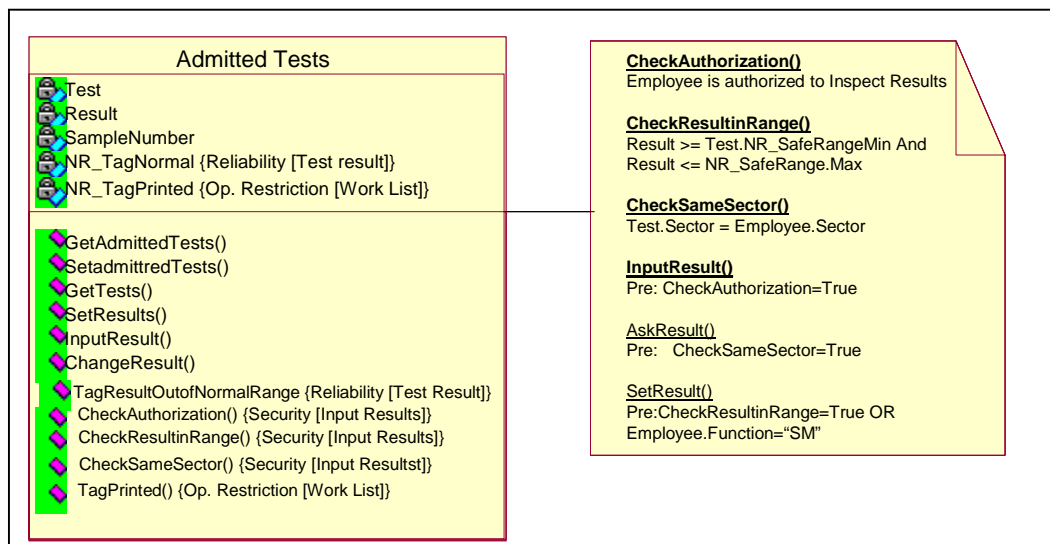 Admitted Tests
Test
Result
SampleNumber
NR_TagNormal {Reliability [Test result]}
NR_TagPrinted {Op. Restriction [Work List]}
GetAdmittedTests()
SetadmittredTests()
GetTests()
SetResults()
InputResult()
ChangeResult()
TagResultOutofNormalRange {Reliability [Test Result]}
CheckAuthorization() {Security [Input Results]}
CheckResultinRange() {Security [Input Results]}
CheckSameSector() {Security [Input Resultst]}
TagPrinted() {Op. Restriction [Work List]}
CheckAuthorization()
Employee is authorized to Inspect Results
CheckResultinRange()
Result >= Test.NR_SafeRangeMin And
Result <= NR_SafeRange.Max
CheckSameSector()
Test.Sector = Employee.Sector
InputResult()
Pre: CheckAuthorization=True
AskResult()
Pre: CheckSameSector=True
SetResult()
Pre:CheckResultinRange=True OR
Employee.Function=“SM”